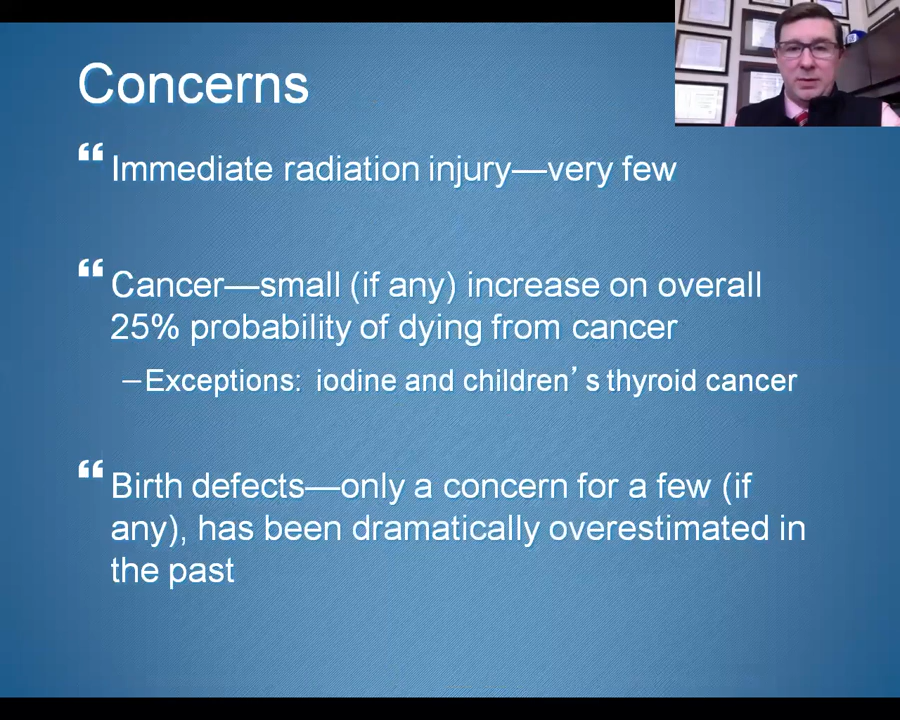 Concerns
“ Immediate radiation injury—very few
“ Cancer—small (if any) increase on overall
25% probability of dying from cancer
–Exceptions: iodine and children’s thyroid cancer
“ Birth defects—only a concern for a few (if
any), has been dramatically overestimated in
the past